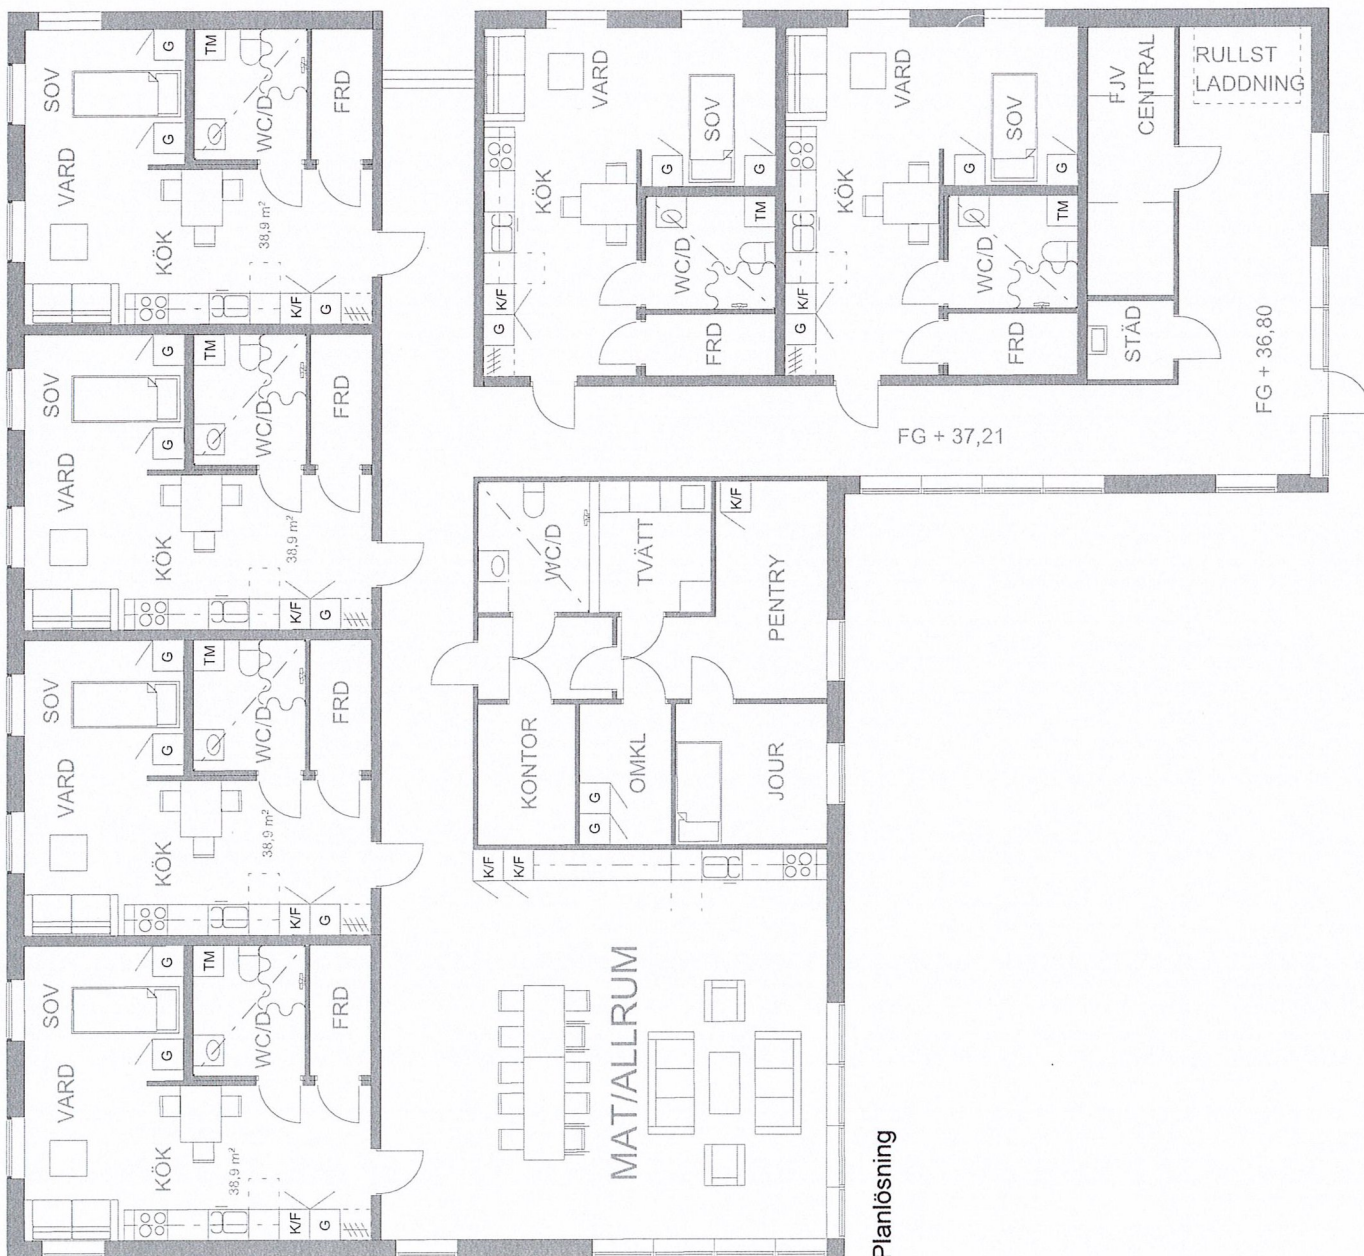 SOV
G
TM
WC/D
FRD
VARD
G
KÖK
38,9 m²
K/F
G
SOV
G
TM
WC/D
FRD
VARD
G
KÖK
38,9 m²
K/F
G
SOV
G
TM
WC/D
FRD
VARD
G
KÖK
38,9 m²
K/F
G
SOV
G
TM
WC/D
FRD
VARD
G
KÖK
38,9 m²
K/F
G
VARD
SOV
G
G
KÖK
TM
WC/D
K/F
G
FRD
VARD
SOV
G
G
KÖK
TM
WC/D
K/F
G
FRD
FJV
CENTRAL
RULLST
LADDNING
STÄD
FG + 36,80
FG + 37,21
WC/D
TVÄTT
K/F
PENTRY
KONTOR
OMKL
G
G
JOUR
K/F
K/F
MAT/ALLRUM
Planlösning